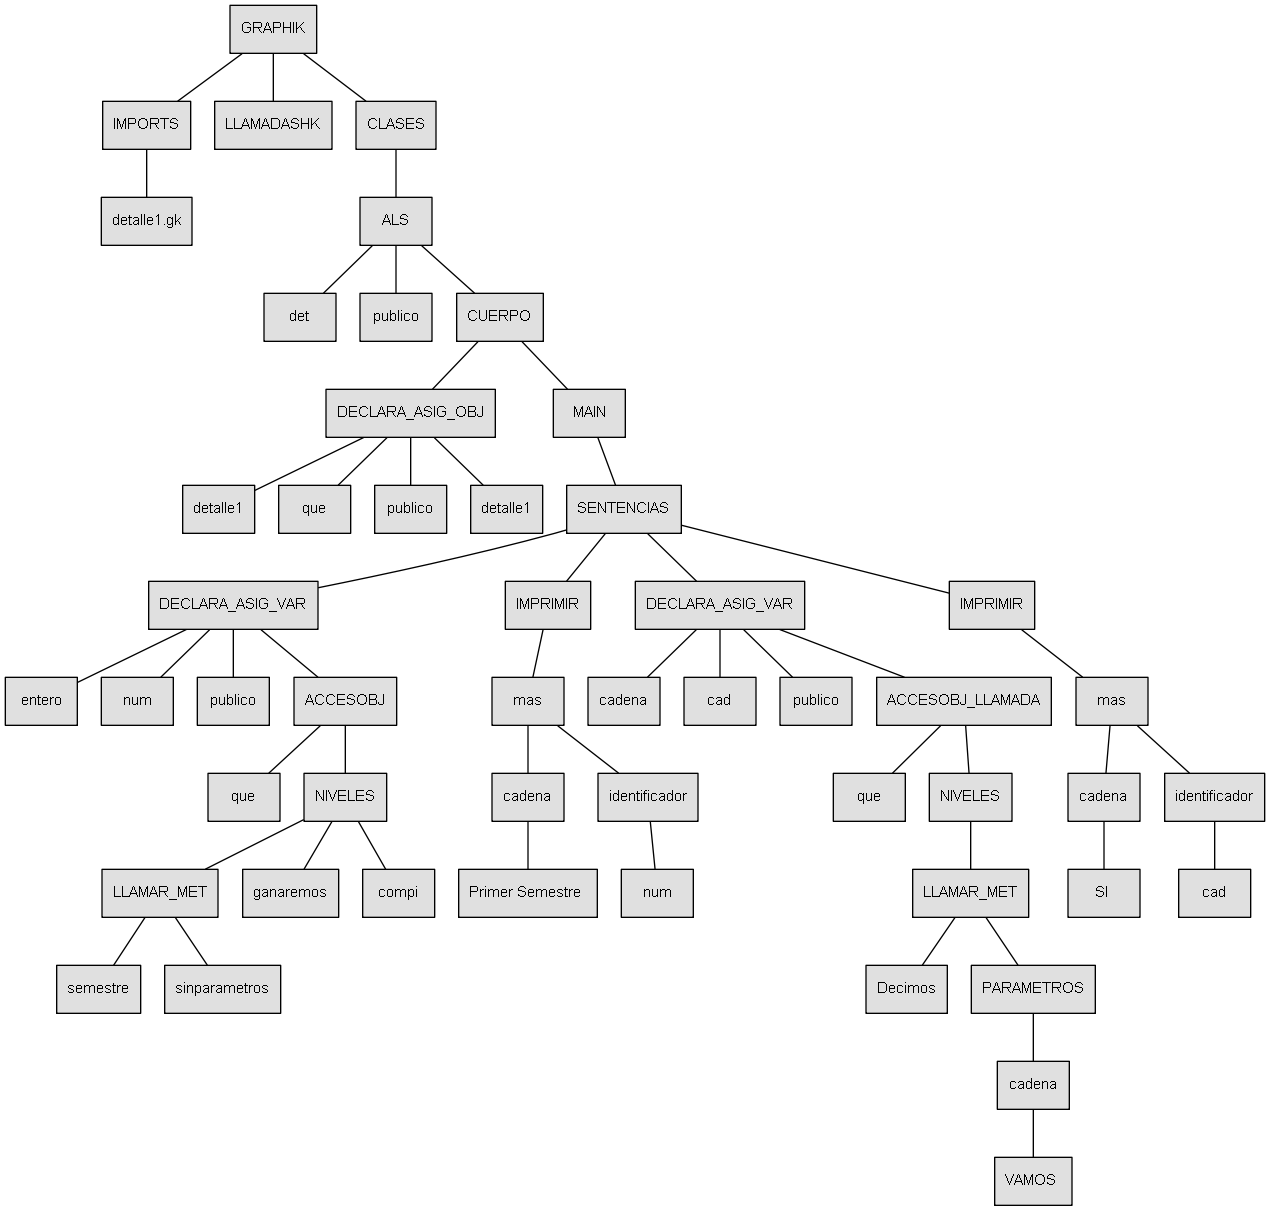 GRAPHIK
IMPORTS LLAMADASHK CLASES
detalle1.gk ALS
det publico CUERPO
DECLARA_ASIG_OBJ MAIN
detalle1 que publico detalle1 SENTENCIAS
DECLARA_ASIG_VAR IMPRIMIR DECLARA_ASIG_VAR IMPRIMIR
entero num publico ACCESOBJ mas cadena cad publico ACCESOBJ_LLAMADA mas
que NIVELES cadena identificador que NIVELES cadena identificador
LLAMAR_MET ganaremos compi Primer Semestre num LLAMAR_MET SI cad
semestre sinparametros Decimos PARAMETROS
cadena
VAMOS